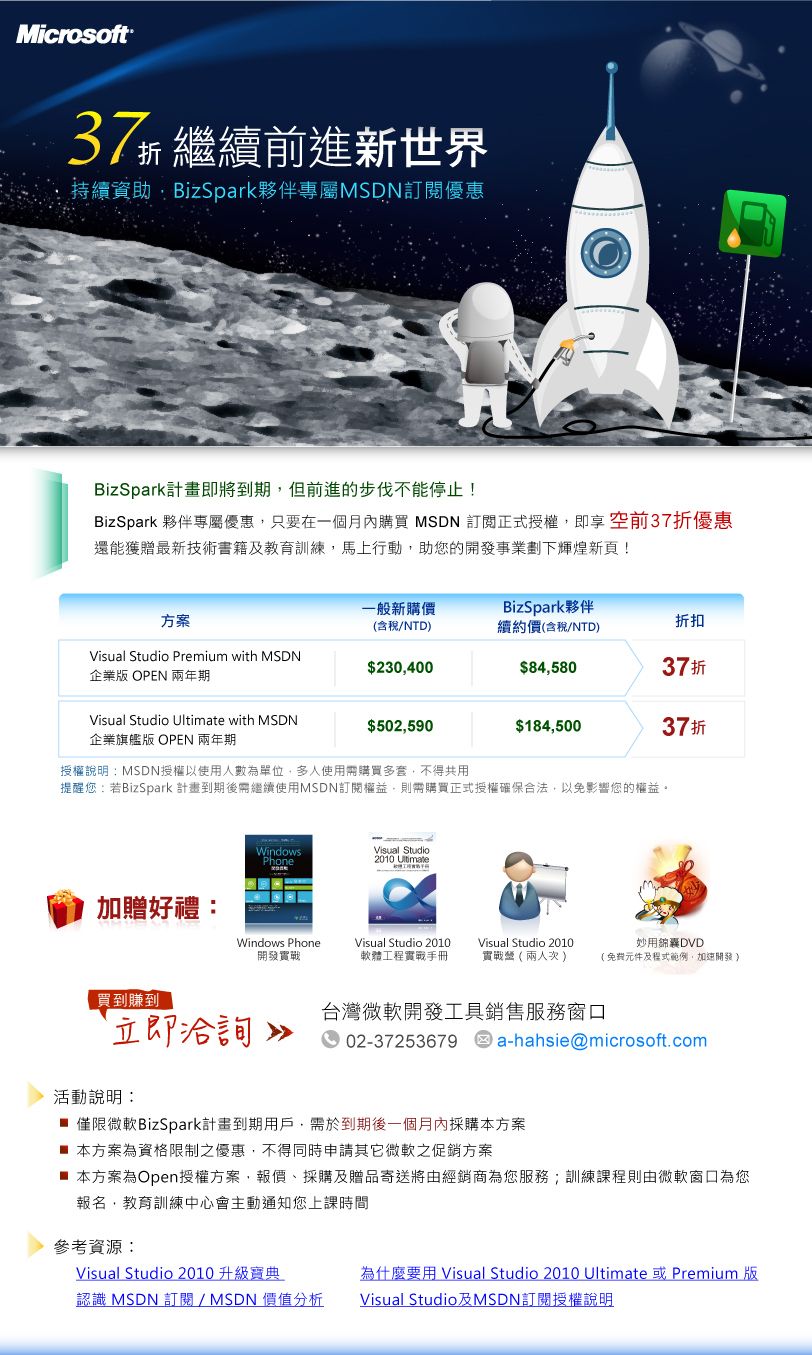 Microsoft®
37折 繼續前進新世界
持續資助．BizSpark夥伴專屬MSDN訂閱優惠
BizSpark計畫即將到期，但前進的步伐不能停止！
BizSpark 夥伴專屬優惠，只要在一個月內購買 MSDN 訂閱正式授權，即享 空前37折優惠
還能獲贈最新技術書籍及教育訓練，馬上行動，助您的開發事業劃下輝煌新頁！
方案
一般新購價
(含稅/NTD)
BizSpark夥伴
續約價(含稅/NTD)
折扣
Visual Studio Premium with MSDN
企業版 OPEN 兩年期
$230,400
$84,580
37折
Visual Studio Ultimate with MSDN
企業旗艦版 OPEN 兩年期
$502,590
$184,500
37折
授權說明：MSDN授權以使用人數為單位．多人使用需購買多套．不得共用
提醒您：若BizSpark 計畫到期後需繼續使用MSDN訂閱權益．則需購買正式授權確保合法．以免影響您的權益。
加贈好禮：
Windows
Phone
開發實戰
Visual Studio
2010 Ultimate
軟體工程實戰手冊
Windows Phone
開發實戰
Visual Studio 2010
軟體工程實戰手冊
Visual Studio 2010
實戰營（兩人次）
妙用錦囊DVD
（免費元件及程式範例．加速開發）
買到賺到
立即洽詢
台灣微軟開發工具銷售服務窗口
02-37253679
a-hahsie@microsoft.com
活動說明：
僅限微軟BizSpark計畫到期用戶．需於到期後一個月內採購本方案
本方案為資格限制之優惠．不得同時申請其它微軟之促銷方案
本方案為Open授權方案．報價、採購及贈品寄送將由經銷商為您服務；訓練課程則由微軟窗口為您
報名．教育訓練中心會主動通知您上課時間
參考資源：
Visual Studio 2010 升級寶典
為什麼要用 Visual Studio 2010 Ultimate 或 Premium 版
認識 MSDN 訂閱 / MSDN 價值分析
Visual Studio及MSDN訂閱授權說明